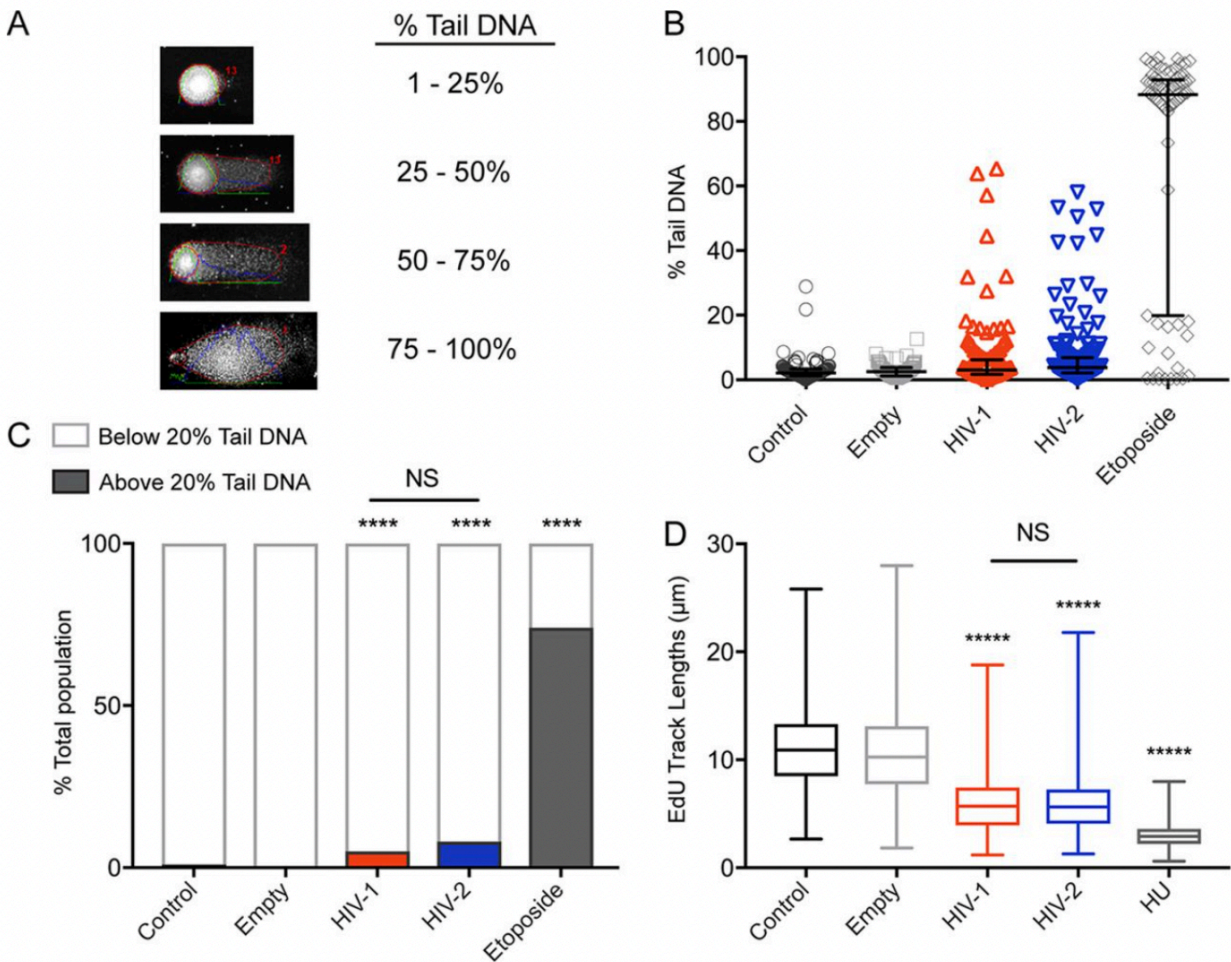 A
% Tail DNA
13
1 - 25%
13
25 - 50%
2
50 - 75%
75 - 100%
B
% Tail DNA
100
80
60
40
20
0
Control
Empty
HIV-1
HIV-2
Etoposide
C
Below 20% Tail DNA
Above 20% Tail DNA
NS
**** **** ****
% Total population
100
50
0
Control
Empty
HIV-1
HIV-2
Etoposide
D
NS
*****
*****
*****
EdU Track Lengths (μm)
30
20
10
0
Control
Empty
HIV-1
HIV-2
HU